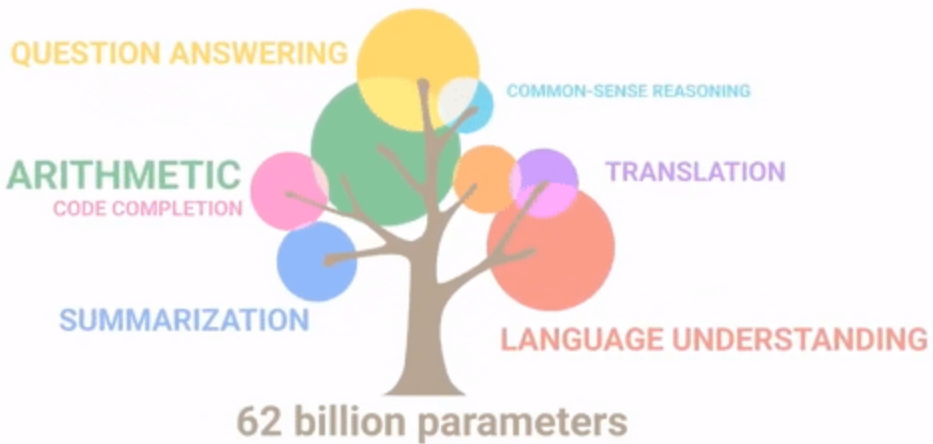 QUESTION ANSWERING
COMMON-SENSE REASONING
ARITHMETIC
TRANSLATION
CODE COMPLETION
SUMMARIZATION
LANGUAGE UNDERSTANDING
62 billion parameters